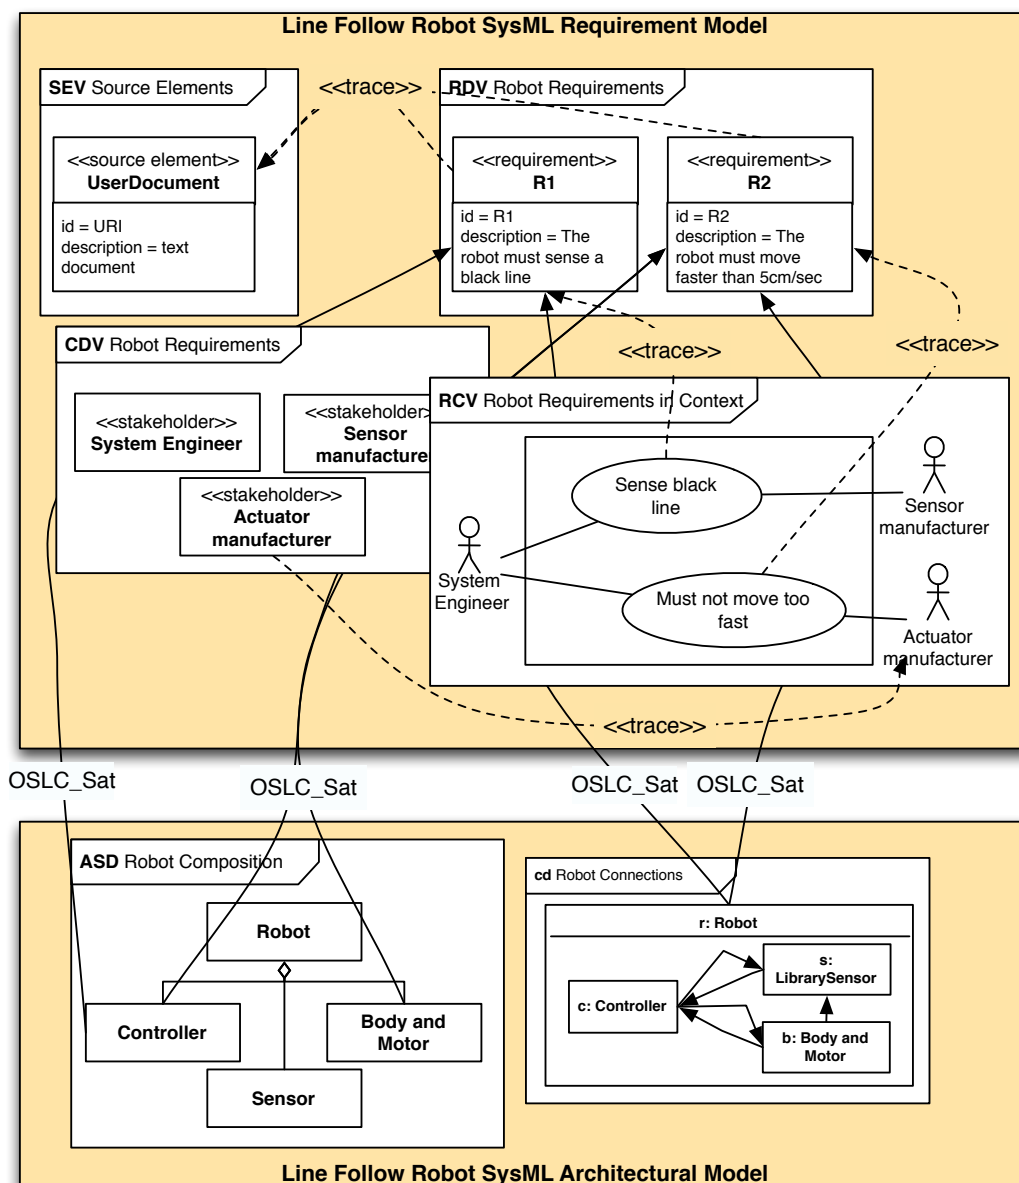 Line Follow Robot SysML Requirement Model
SEV Source Elements
<<trace>>
RDV Robot Requirements
<<source element>>
UserDocument
id = URI
description = text
document
<<requirement>>
R1
id = R1
description = The
robot must sense a
black line
<<requirement>>
R2
id = R2
description = The
robot must move
faster than 5cm/sec
<<trace>>
<<trace>>
CDV Robot Requirements
<<stakeholder>>
System Engineer
<<stakeholder>
Sensor
manufacture
<<stakeholder>>
Actuator
manufacturer
RCV Robot Requirements in Context
Sense black
line
Sensor
manufacturer
System
Engineer
Must not move too
fast
Actuator
manufacturer
<<trace>>
OSLC_Sat
OSLC_Sat
OSLC_Sat
OSLC_Sat
ASD Robot Composition
Robot
Controller
Body and
Motor
Sensor
cd Robot Connections
r: Robot
s:
LibrarySensor
c: Controller
b: Body and
Motor
Line Follow Robot SysML Architectural Model